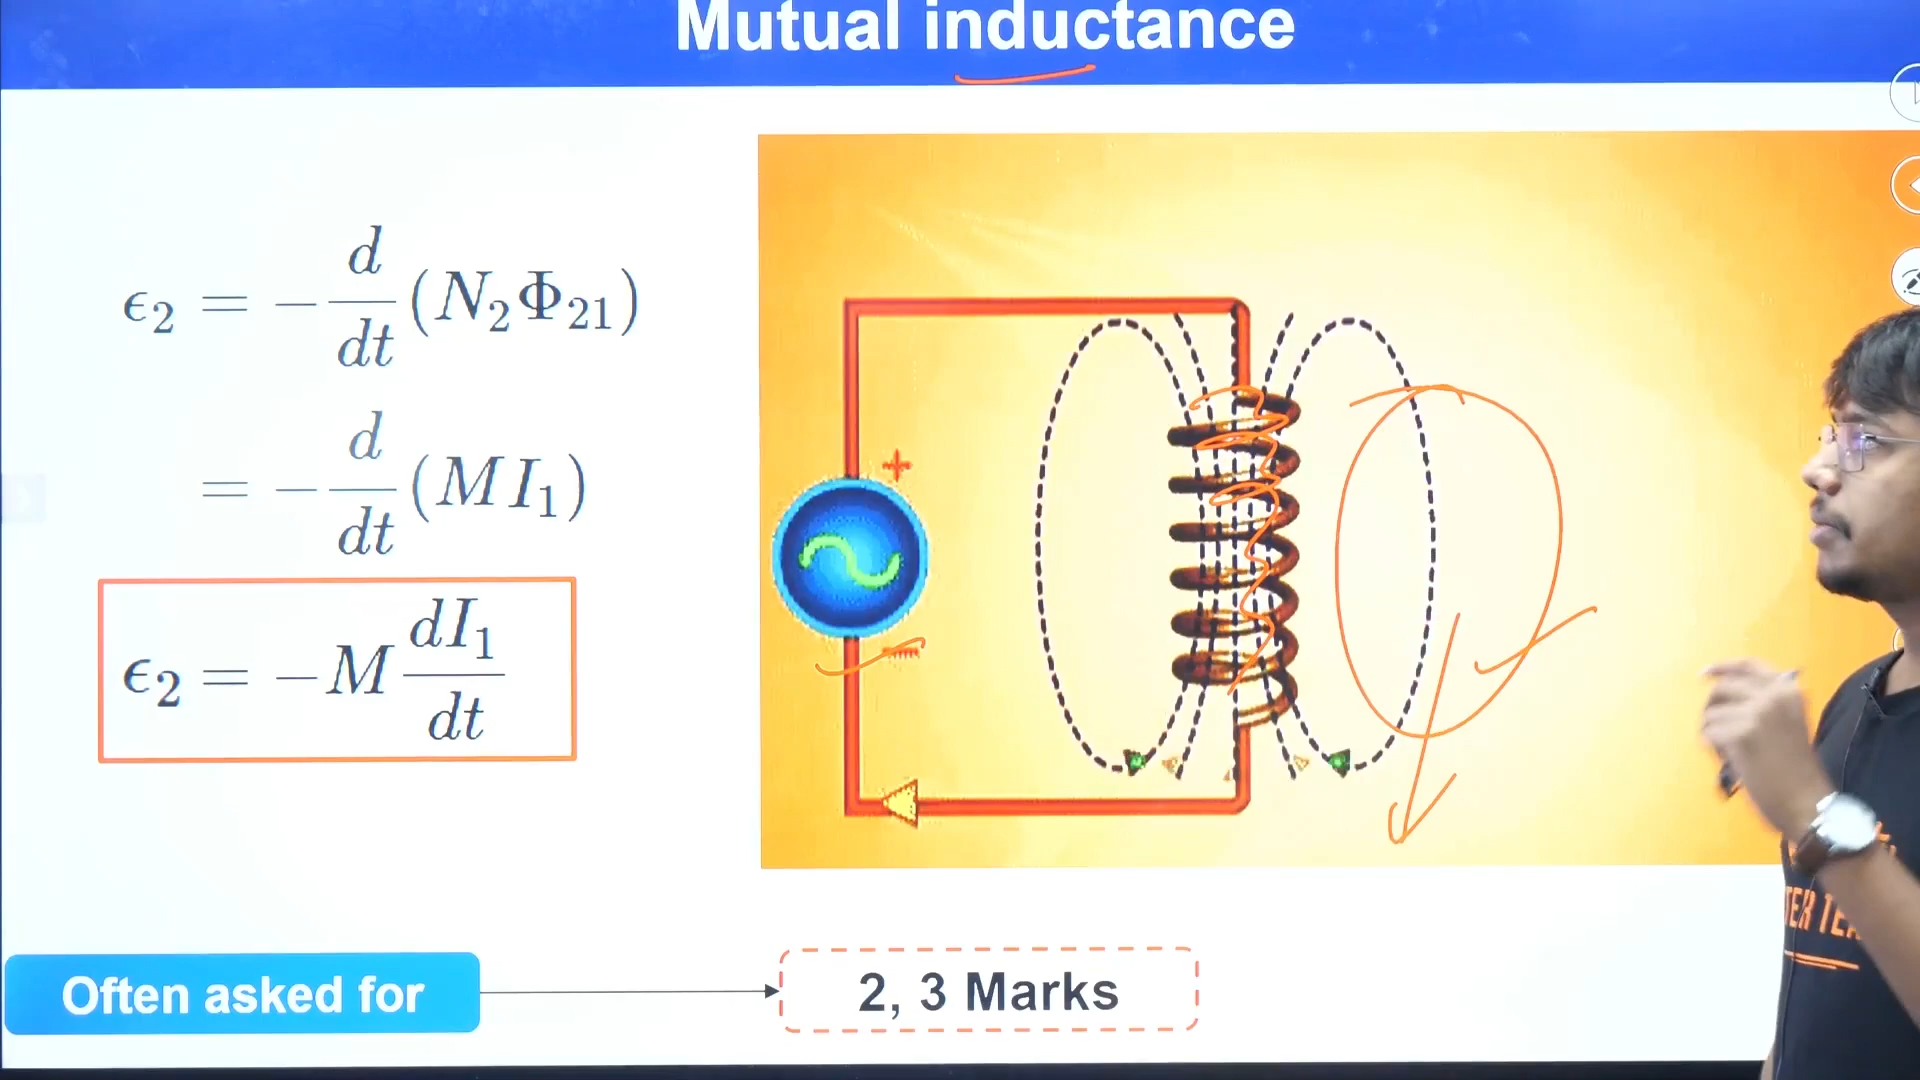 Mutual inductance
ϵ₂ = −d/dt (N₂Φ₂₁)
= −d/dt (MI₁)
ϵ₂ = −M dI₁/dt
+
Often asked for
2, 3 Marks